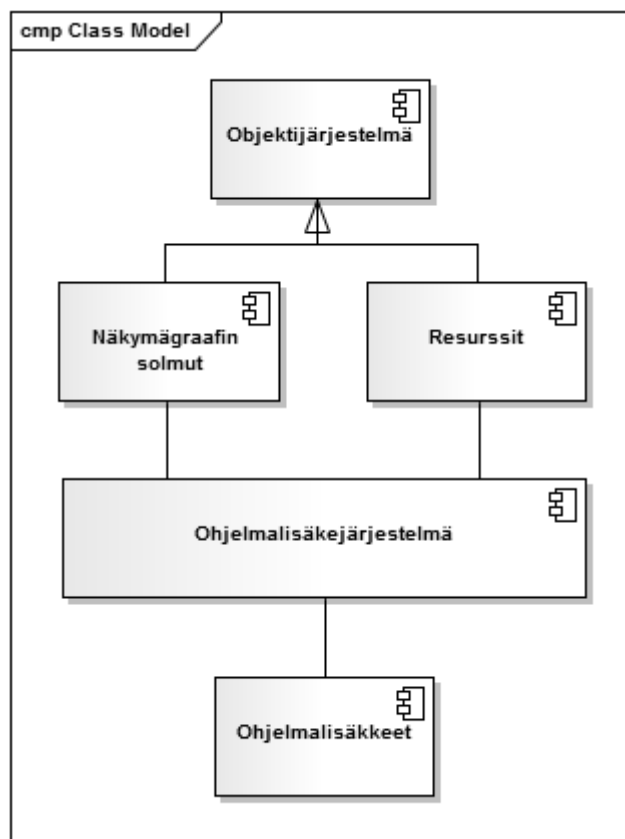 cmp Class Model
Objektijärjestelmä
Näkymägraafin
solmut
Resurssit
Ohjelmalisäkejärjestelmä
Ohjelmalisäkkeet